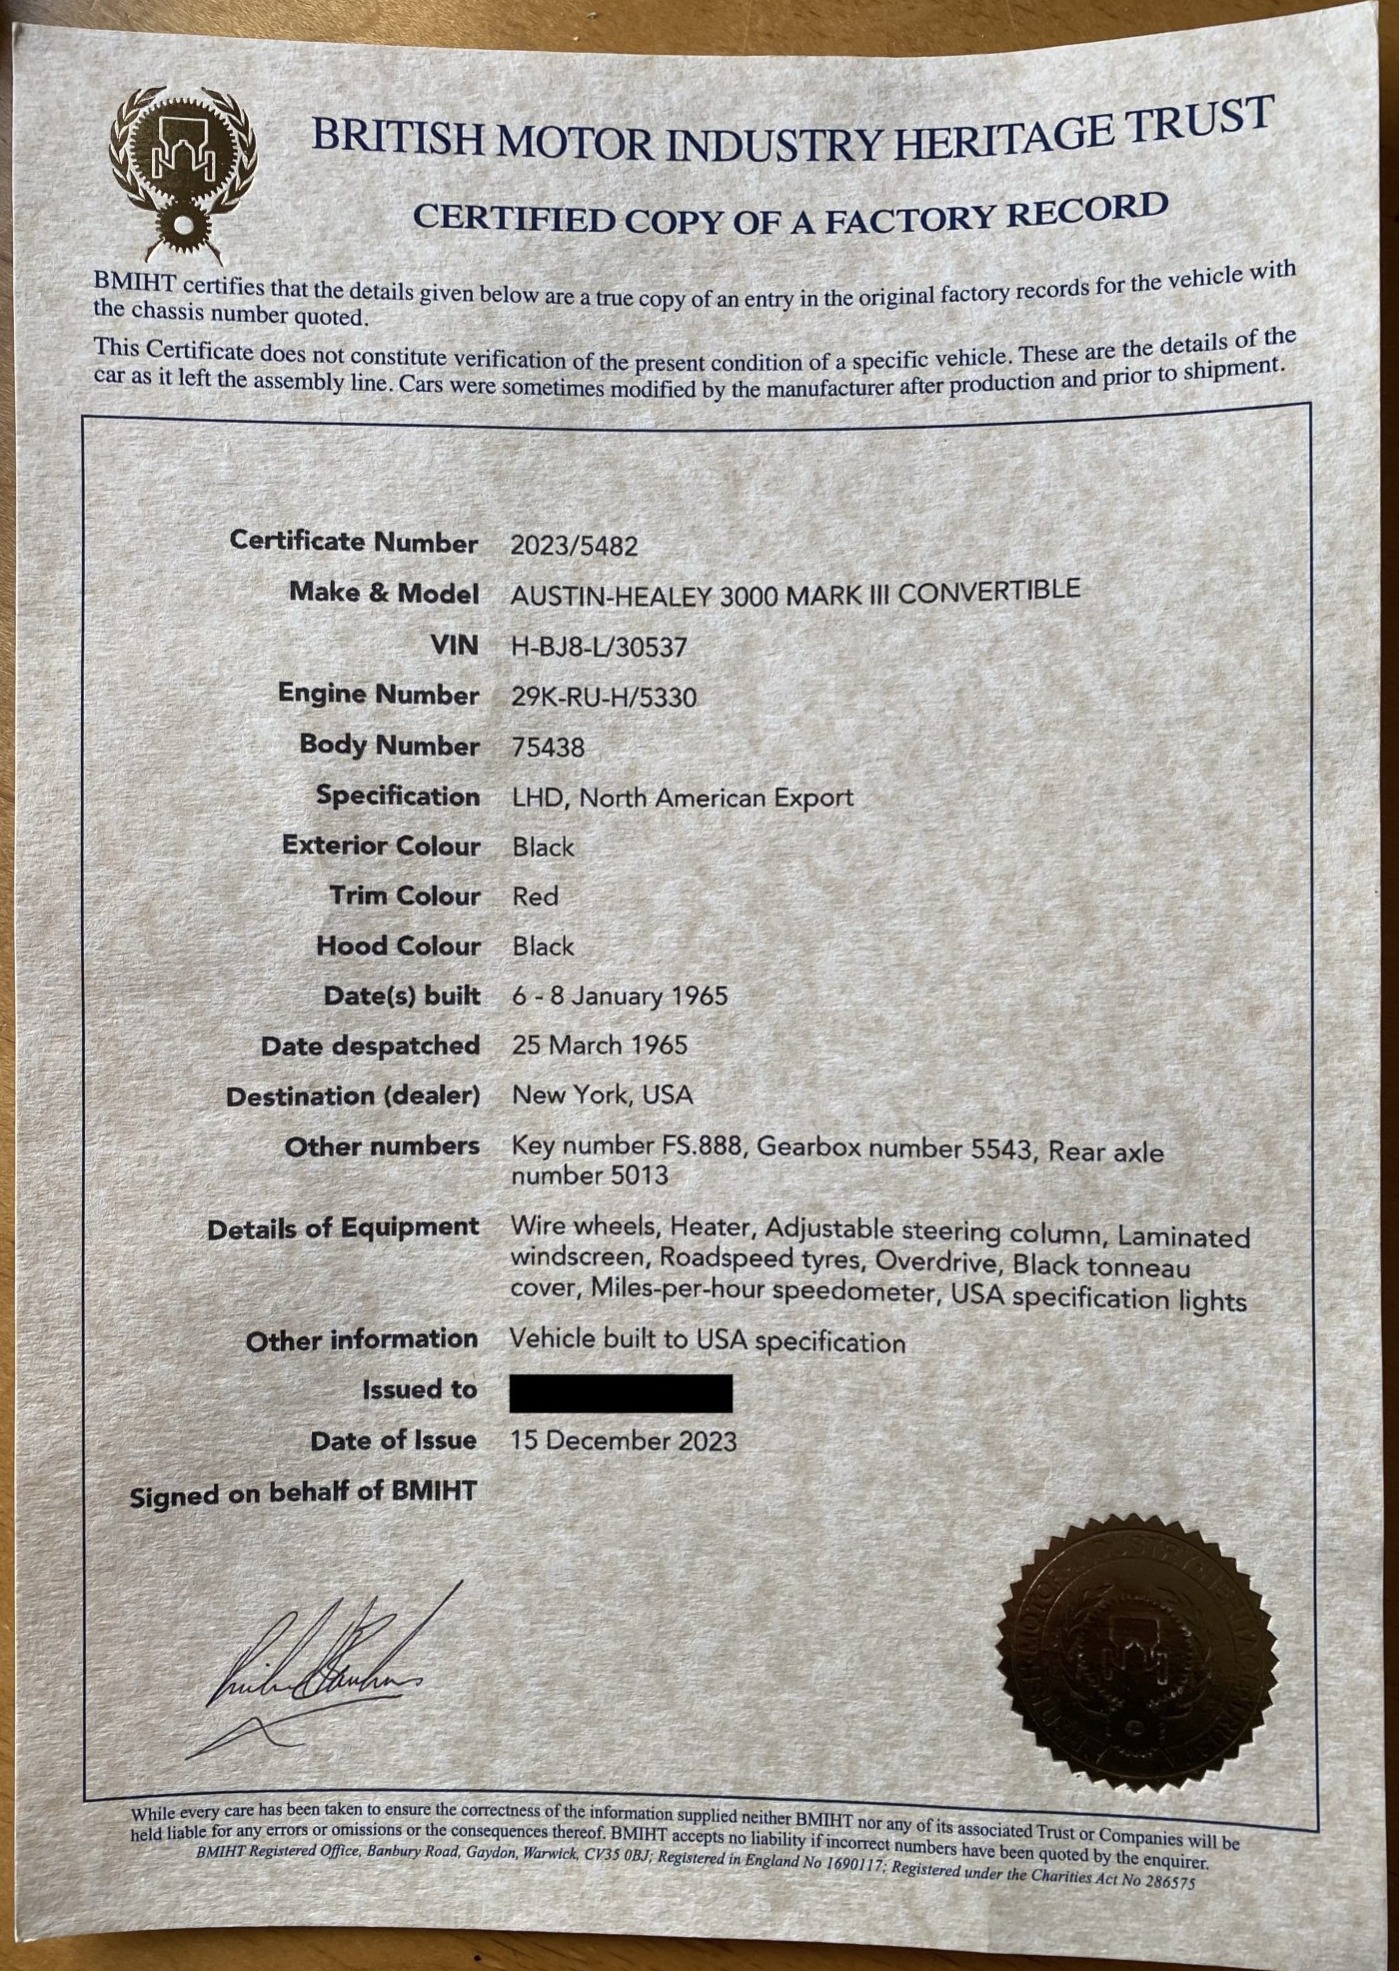 BRITISH MOTOR INDUSTRY HERITAGE TRUST
CERTIFIED COPY OF A FACTORY RECORD
BMIHT certifies that the details given below are a true copy of an entry in the original factory records for the vehicle with
the chassis number quoted.
This Certificate does not constitute verification of the present condition of a specific vehicle. These are the details of the
car as it left the assembly line. Cars were sometimes modified by the manufacturer after production and prior to shipment.
Certificate Number 2023/5482
Make & Model AUSTIN-HEALEY 3000 MARK III CONVERTIBLE
VIN H-BJ8-L/30537
Engine Number 29K-RU-H/5330
Body Number 75438
Specification LHD, North American Export
Exterior Colour Black
Trim Colour Red
Hood Colour Black
Date(s) built 6 - 8 January 1965
Date despatched 25 March 1965
Destination (dealer) New York, USA
Other numbers Key number FS.888, Gearbox number 5543, Rear axle
number 5013
Details of Equipment Wire wheels, Heater, Adjustable steering column, Laminated
windscreen, Roadspeed tyres, Overdrive, Black tonneau
cover, Miles-per-hour speedometer, USA specification lights
Other information Vehicle built to USA specification
Issued to
Date of Issue 15 December 2023
Signed on behalf of BMIHT
While every care has been taken to ensure the correctness of the information supplied neither BMIHT nor any of its associated Trust or Companies will be
held liable for any errors or omissions or the consequences thereof. BMIHT accepts no liability if incorrect numbers have been quoted by the enquirer.
BMIHT Registered Office, Banbury Road, Gaydon, Warwick, CV35 0BJ; Registered in England No 1690117; Registered under the Charities Act No 286575